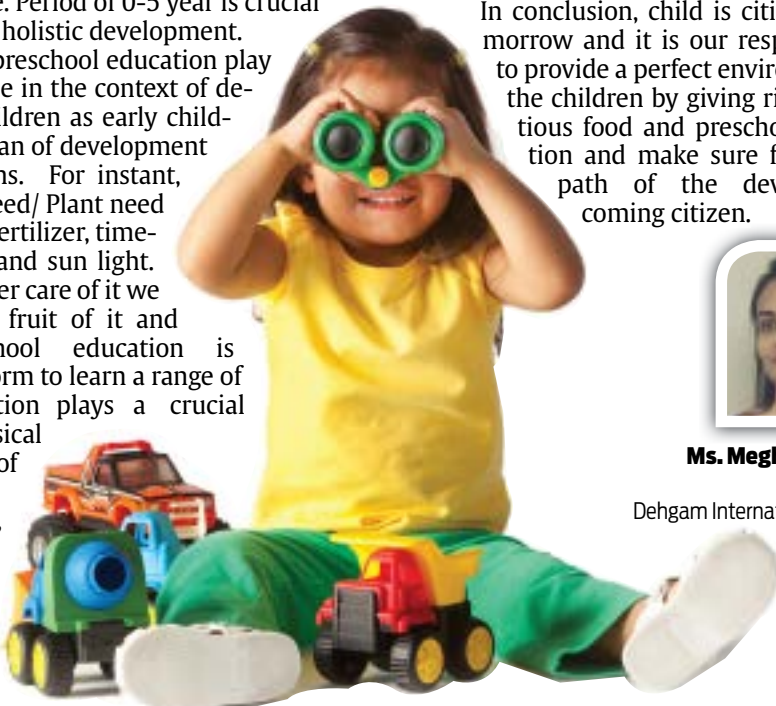 e. Period of 0-5 year is crucial
holistic development.
preschool education play
e in the context of de-
ildren as early child-
an of development
ns. For instant,
eed/ Plant need
ertilizer, time-
and sun light.
er care of it we
fruit of it and
hool education is
orm to learn a range of
tion plays a crucial
sical
of
In conclusion, child is citi
morrow and it is our resp
to provide a perfect enviro
the children by giving ri
tious food and prescho
tion and make sure f
path of the dev
coming citizen.
Ms. Megh
Dehgam Interna